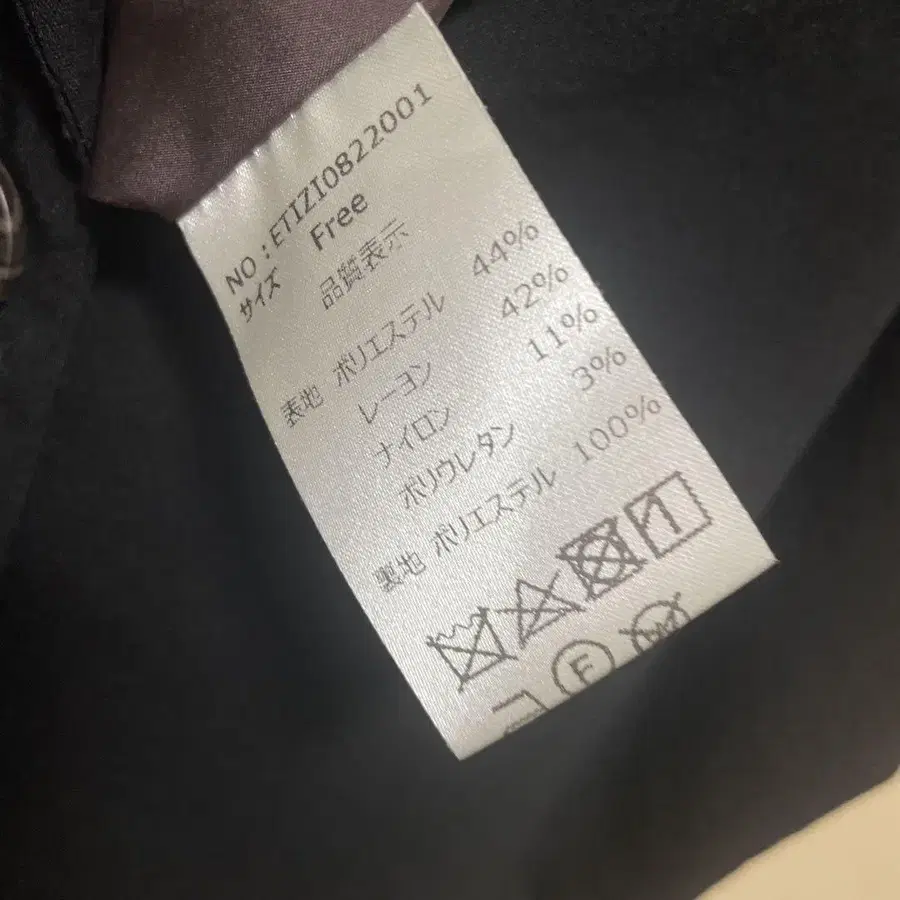 NO : ETIZI0822001
サイズ Free
品質表示
表地 ポリエステル 44%
レーヨン 42%
ナイロン 11%
ポリウレタン 3%
裏地 ポリエステル 100%
F
W